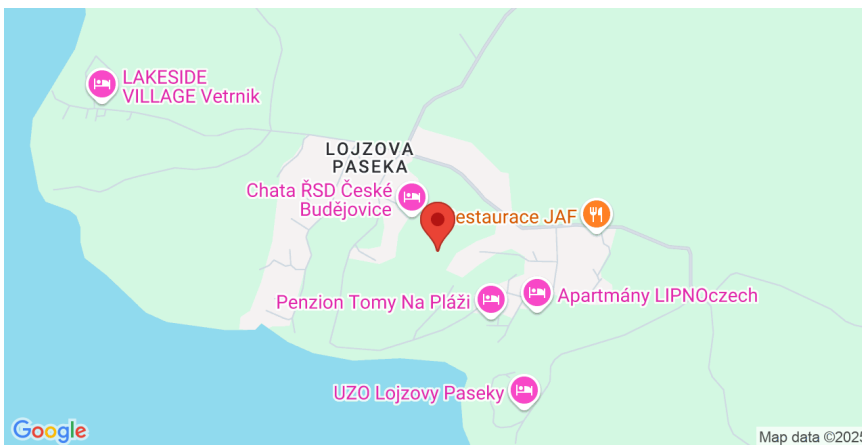 LAKESIDE
VILLAGE Vetrnik
LOJZOVA
PASEKA
Chata ŘSD České
Budějovice
estaurace JAF
Penzion Tomy Na Pláži
Apartmány LIPNOczech
UZO Lojzovy Paseky
Google
Map data ©2025